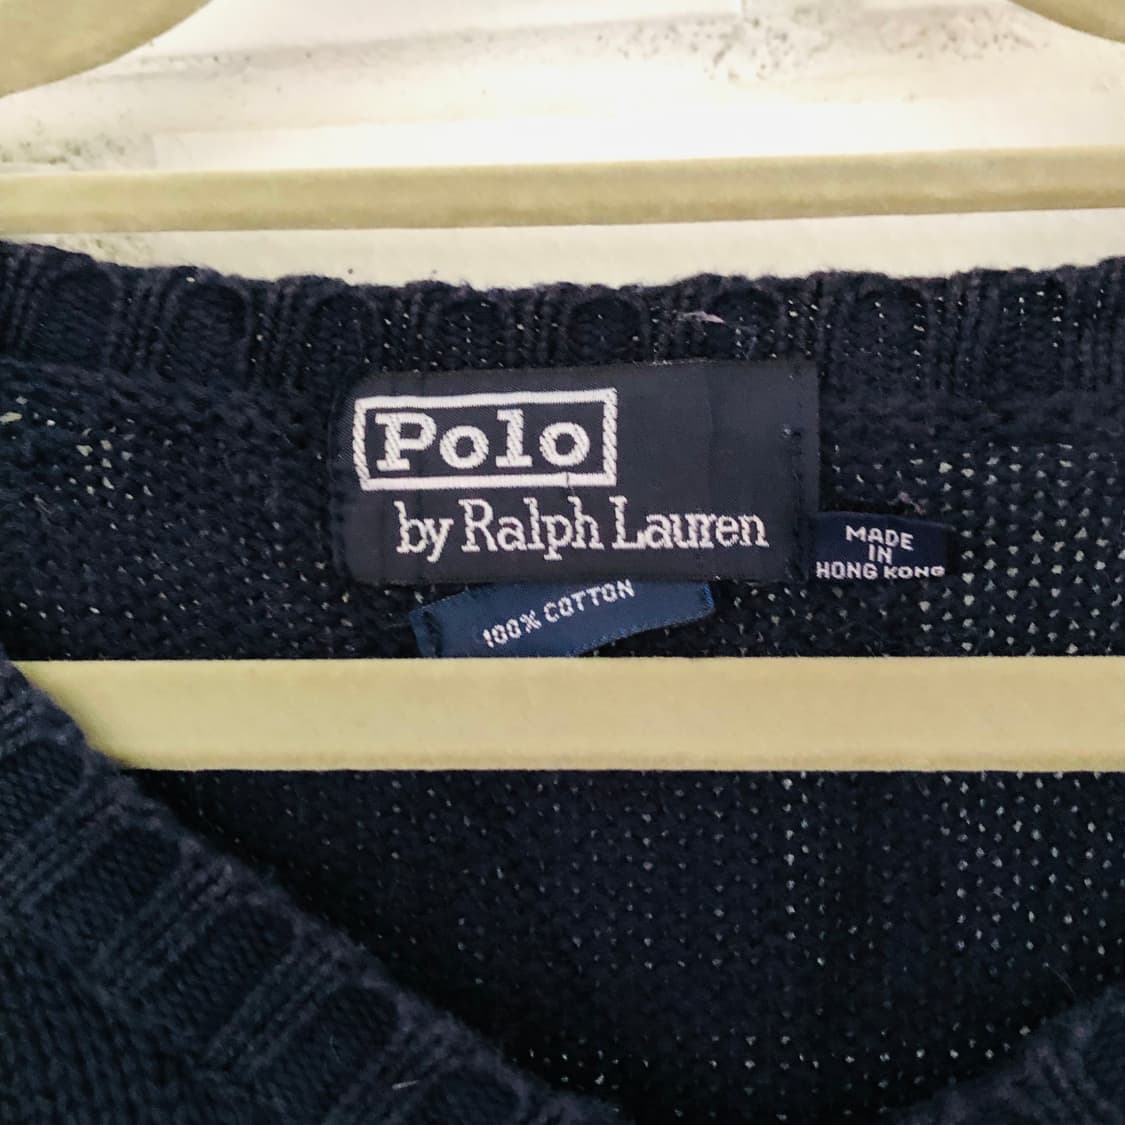 Polo
by Ralph Lauren
MADE
IN
HONG KONG
100% COTTON